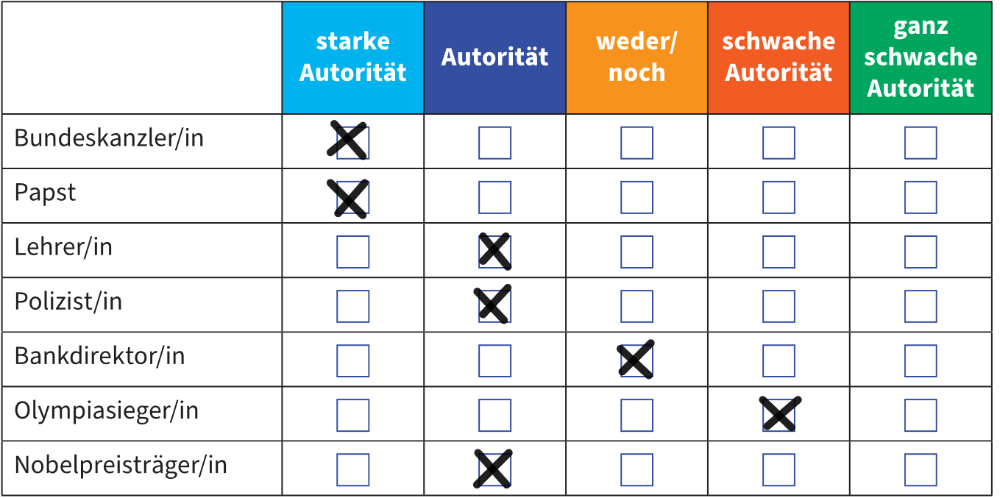 starke
Autorität
Autorität
weder/
noch
schwache
Autorität
ganz
schwache
Autorität
Bundeskanzler/in
Papst
Lehrer/in
Polizist/in
Bankdirektor/in
Olympiasieger/in
Nobelpreisträger/in